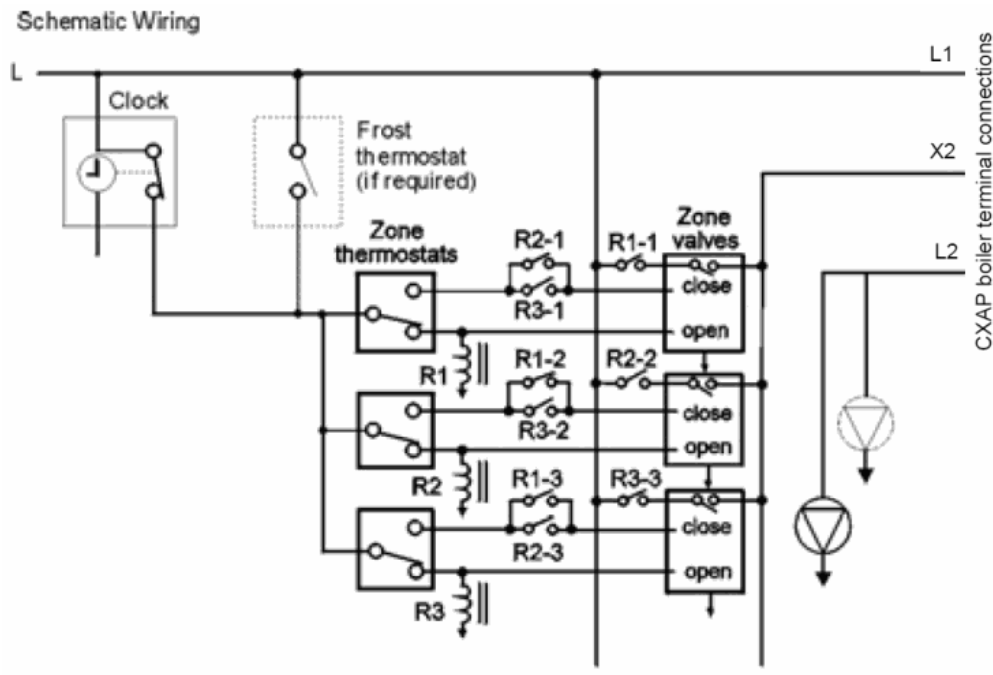 Schematic Wiring
L
L1
Clock
Frost
thermostat
(if required)
X2
Zone
thermostats
Zone
valves
R2-1
R1-1
L2
close
R3-1
open
R1
R1-2
R2-2
close
R3-2
open
R2
R1-3
R3-3
close
R2-3
open
R3
CXAP boiler terminal connections